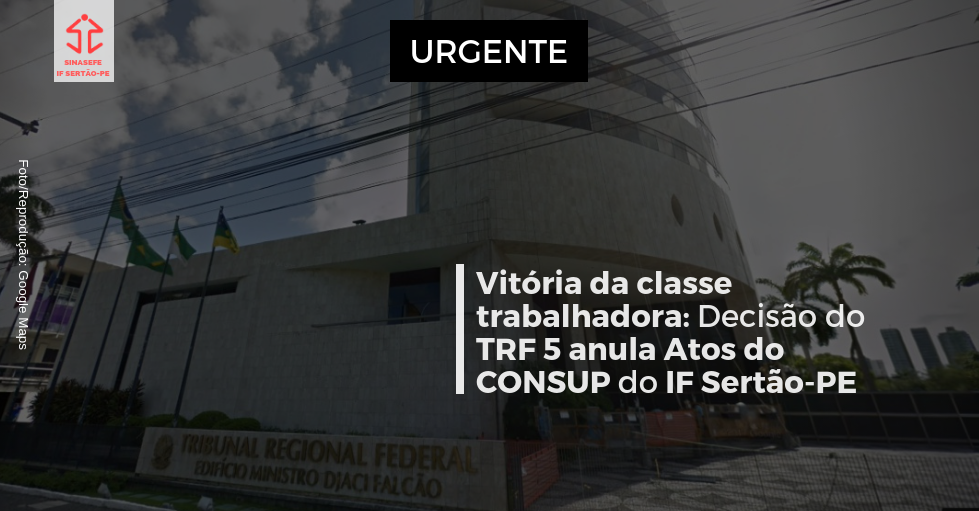 SINASEFE
IF SERTÃO-PE
URGENTE
Foto/Reprodução: Google Maps
Vitória da classe
trabalhadora: Decisão do
TRF 5 anula Atos do
CONSUP do IF Sertão-PE
TRIBUNAL REGIONAL FEDERAL
EDIFÍCIO MINISTRO DJACI FALCÃO